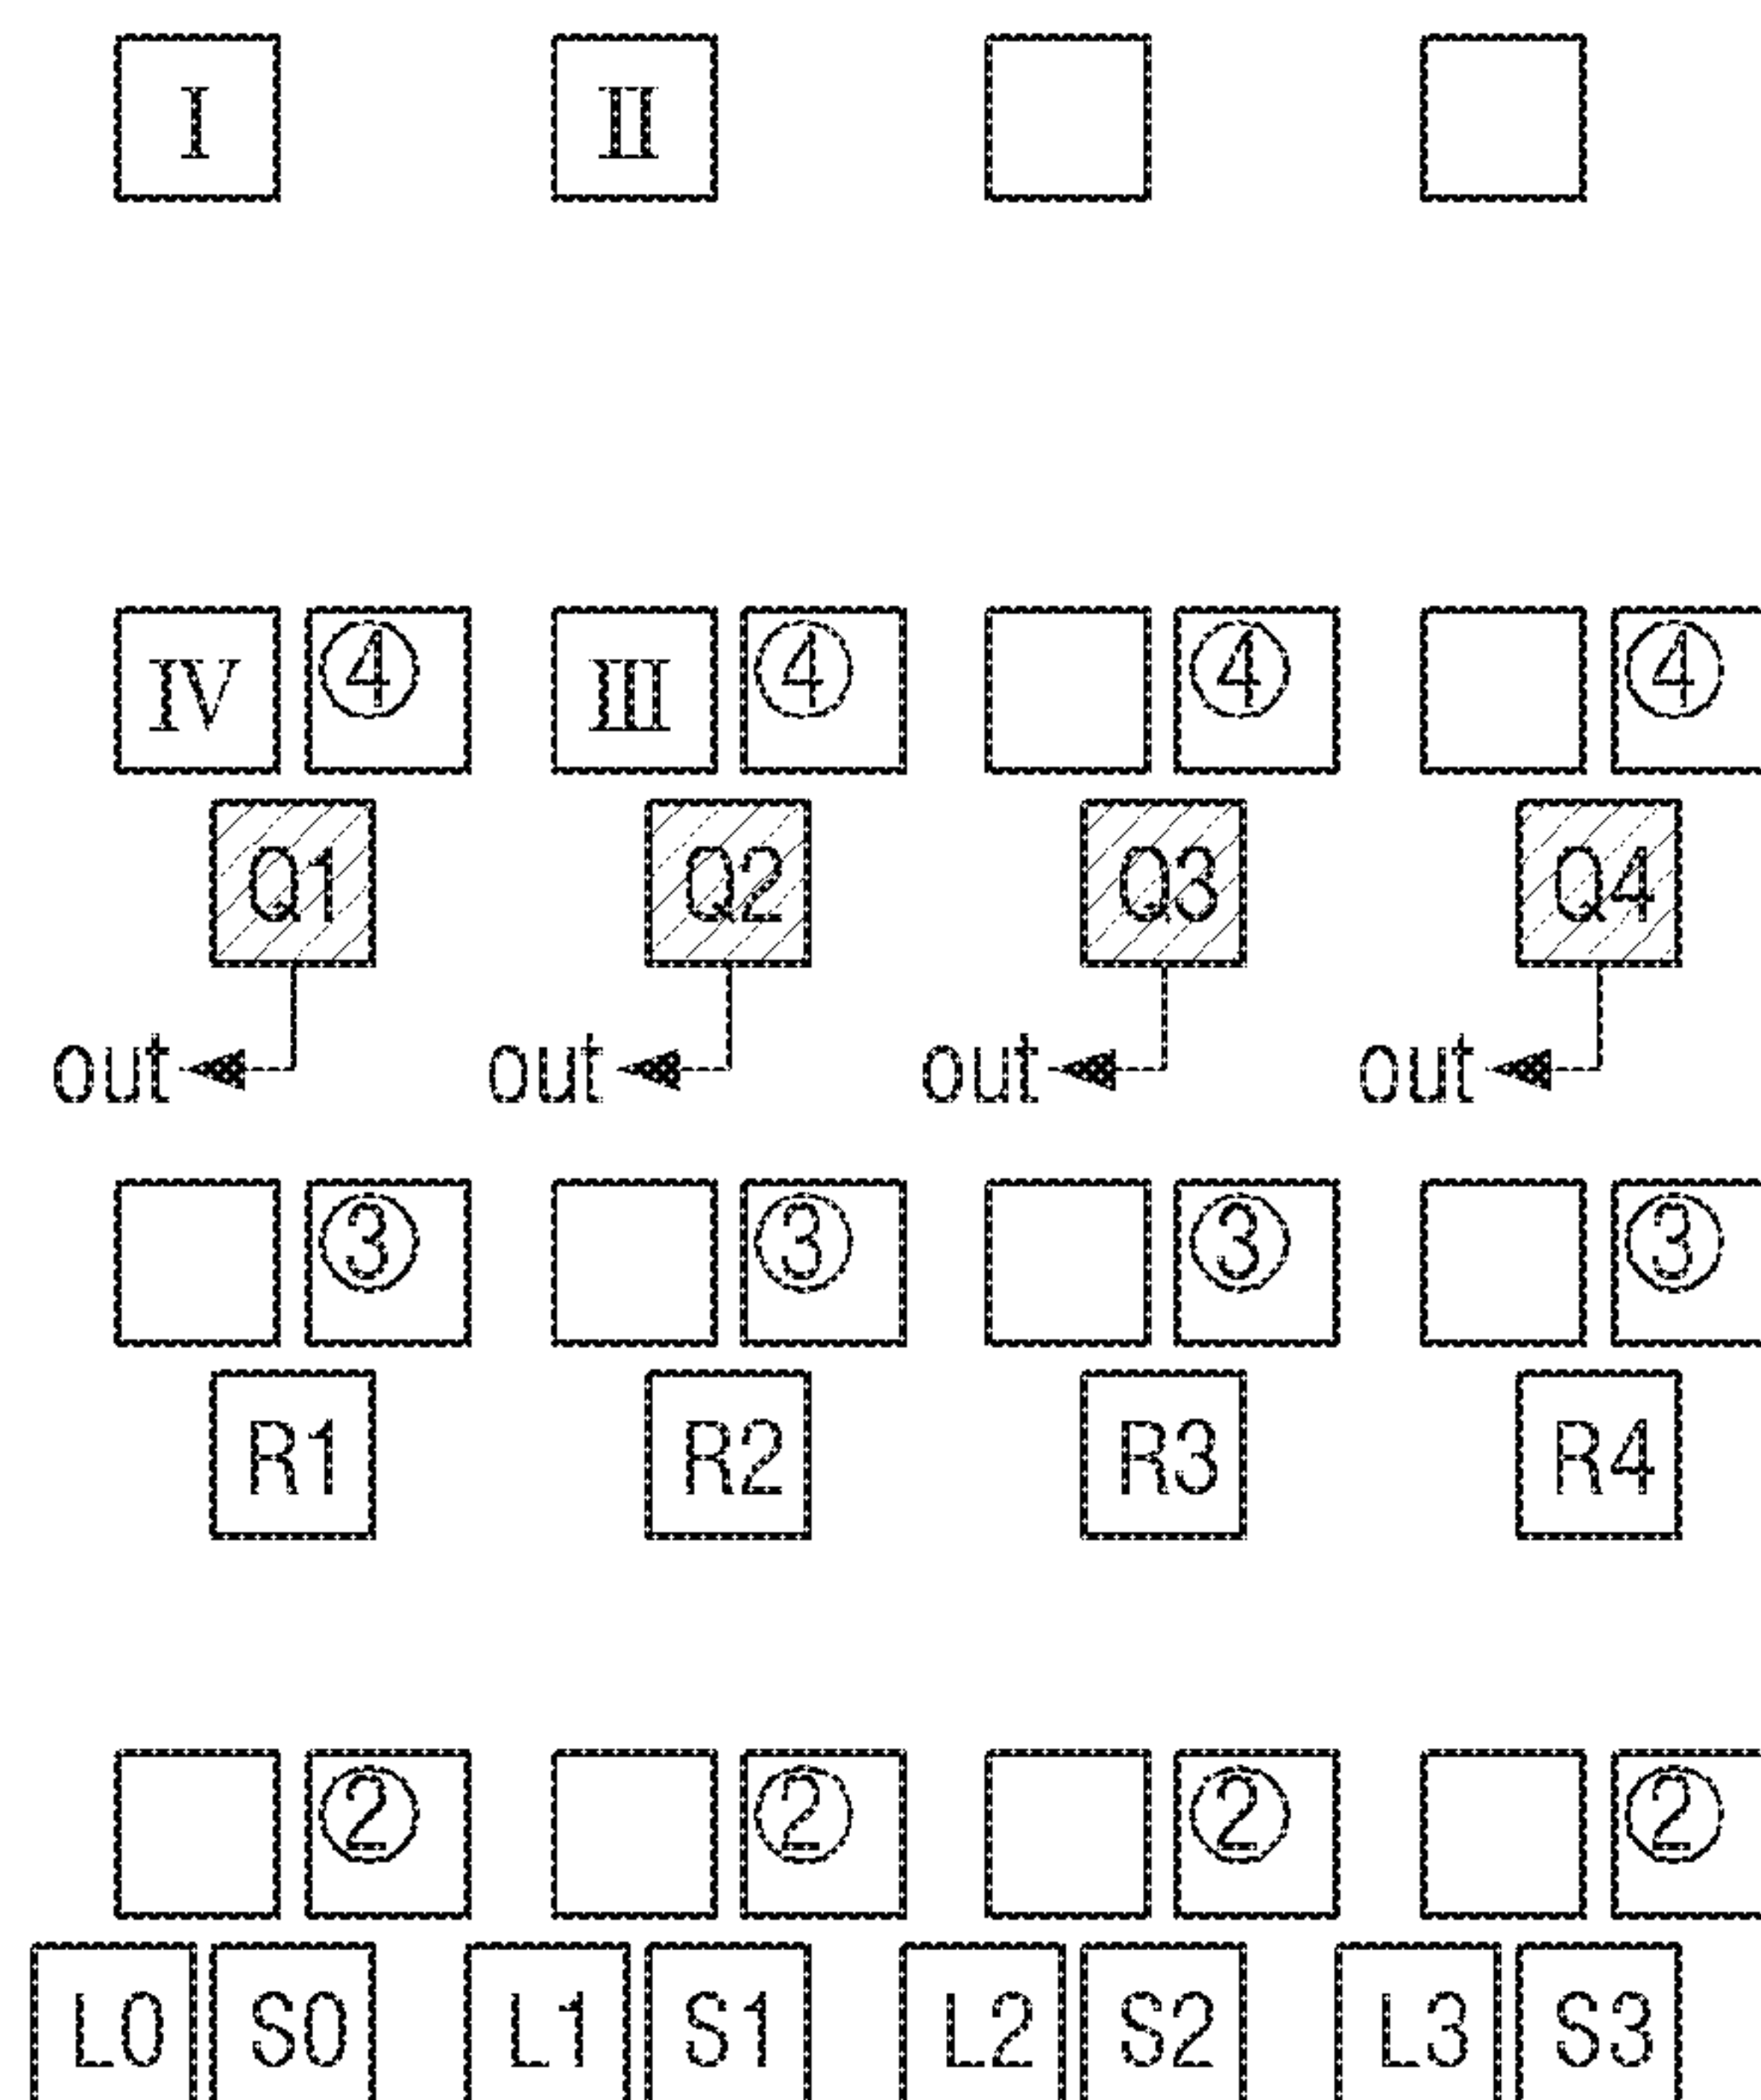 I II
IV ④ III ④ ④ ④
Q1 Q2 Q3 Q4
out out out out
③ ③ ③ ③
R1 R2 R3 R4
② ② ② ②
L0 S0 L1 S1 L2 S2 L3 S3